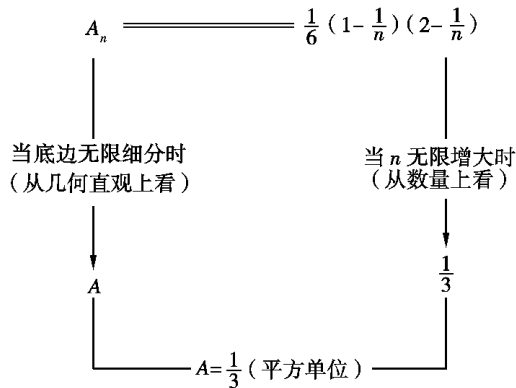 Aₙ ═ 1/6 (1- 1/n)(2- 1/n)
当底边无限细分时
(从几何直观上看)
当 n 无限增大时
(从数量上看)
A
1/3
A= 1/3 (平方单位)